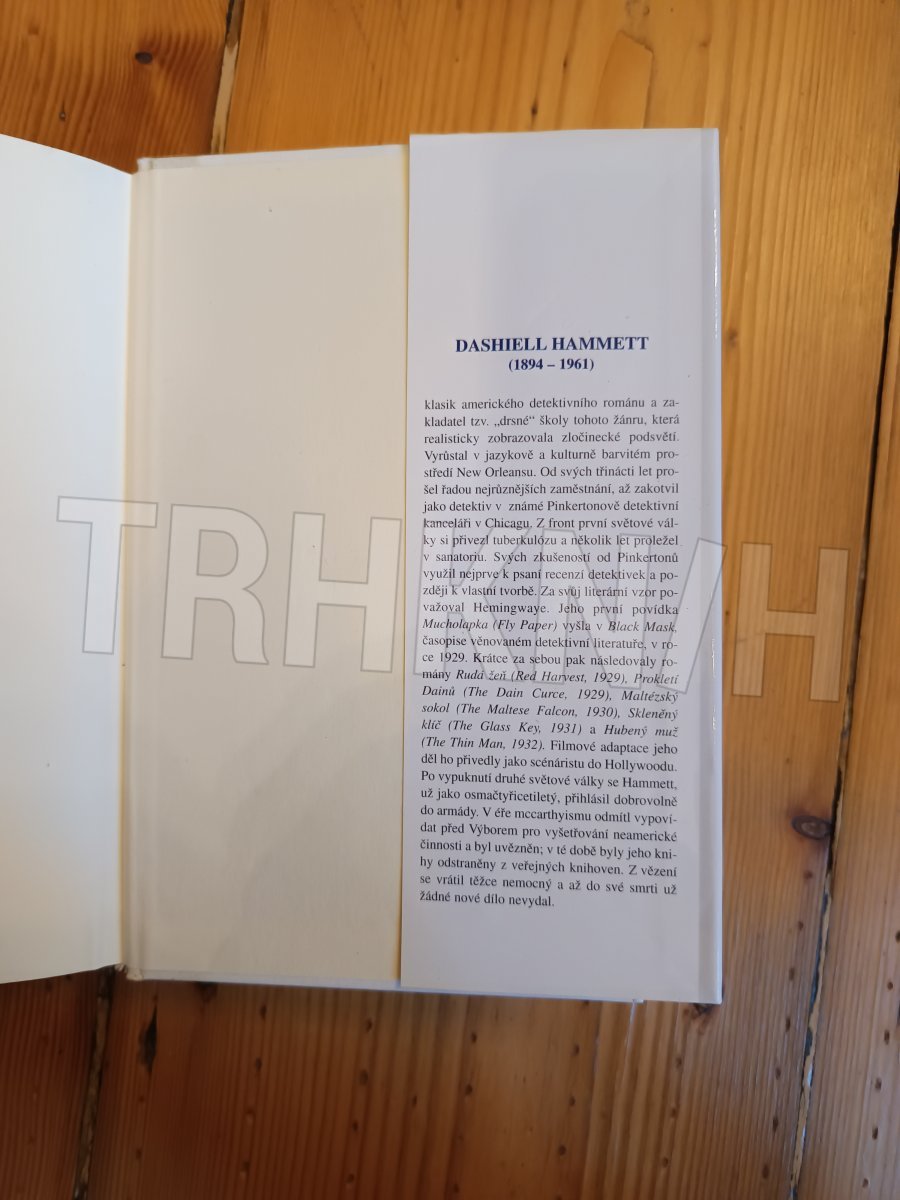 DASHIELL HAMMETT
(1894 – 1961)
klasik amerického detektivního románu a za-
kladatel tzv. „drsné“ školy tohoto žánru, která
realisticky zobrazovala zločinecké podsvětí.
Vyrůstal v jazykově a kulturně barvitém pro-
středí New Orleansu. Od svých třinácti let pro-
šel řadou nejrůznějších zaměstnání, až zakotvil
jako detektiv v známé Pinkertonově detektivní
kanceláři v Chicagu. Z front první světové vál-
ky si přivezl tuberkulózu a několik let proležel
v sanatoriu. Svých zkušeností od Pinkertonů
využil nejprve k psaní recenzí detektivek a po-
zději k vlastní tvorbě. Za svůj literární vzor po-
važoval Hemingwaye. Jeho první povídka
Mucholapka (Fly Paper) vyšla v Black Mask,
časopise věnovaném detektivní literatuře, v ro-
ce 1929. Krátce za sebou pak následovaly ro-
mány Rudá žeň (Red Harvest, 1929), Prokletí
Dainů (The Dain Curce, 1929), Maltézský
sokol (The Maltese Falcon, 1930), Skleněný
klíč (The Glass Key, 1931) a Hubený muž
(The Thin Man, 1932). Filmové adaptace jeho
děl ho přivedly jako scénáristu do Hollywoodu.
Po vypuknutí druhé světové války se Hammett,
už jako osmačtyřicetiletý, přihlásil dobrovolně
do armády. V éře mccarthyismu odmítl vypoví-
dat před Výborem pro vyšetřování neamerické
činnosti a byl uvězněn; v té době byly jeho kni-
hy odstraněny z veřejných knihoven. Z vězení
se vrátil těžce nemocný a až do své smrti už
žádné nové dílo nevydal.